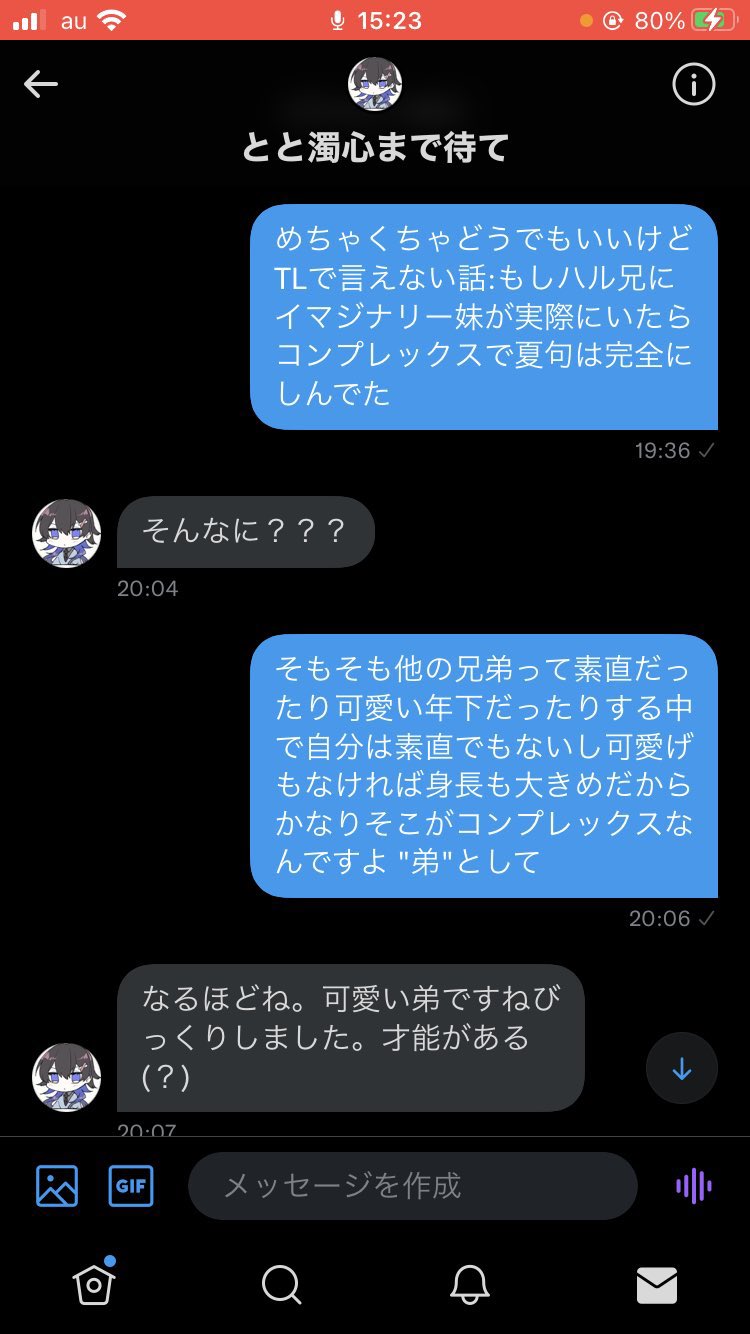 au 15:23 80%
とと濁心まで待て
めちゃくちゃどうでもいいけど
TLで言えない話:もしハル兄に
イマジナリー妹が実際にいたら
コンプレックスで夏句は完全に
しんでた
19:36
そんなに？？？
20:04
そもそも他の兄弟って素直だっ
たり可愛い年下だったりする中
で自分は素直でもないし可愛げ
もなければ身長も大きめだから
かなりそこがコンプレックスな
んですよ "弟"として
20:06
なるほどね。可愛い弟ですねび
っくりしました。才能がある
(？)
20:07
GIF
メッセージを作成